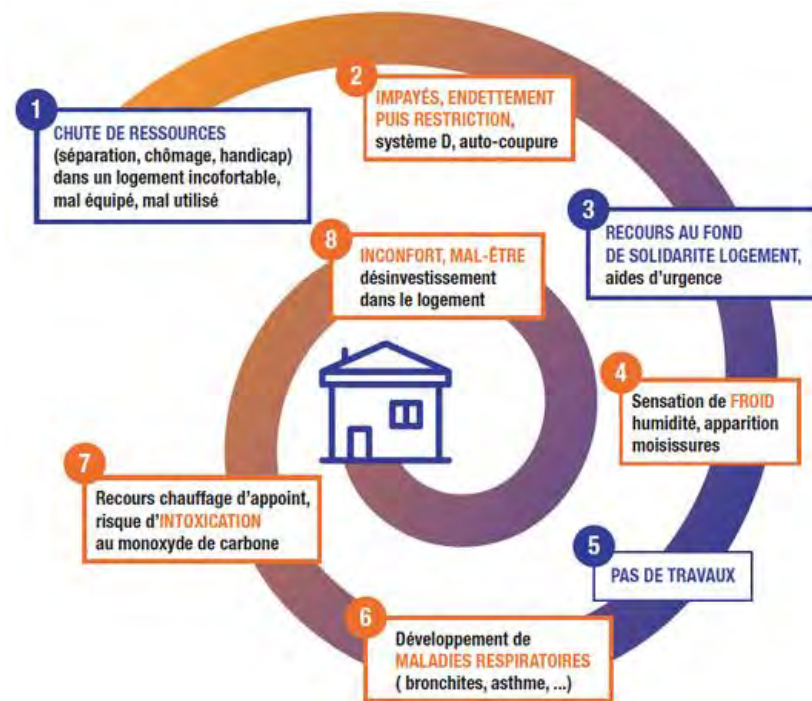 1
CHUTE DE RESSOURCES
(séparation, chômage, handicap)
dans un logement incofortable,
mal équipé, mal utilisé
2
IMPAYÉS, ENDETTEMENT
PUIS RESTRICTION,
système D, auto-coupure
3
RECOURS AU FOND
DE SOLIDARITE LOGEMENT,
aides d'urgence
4
Sensation de FROID
humidité, apparition
moisissures
5
PAS DE TRAVAUX
6
Développement de
MALADIES RESPIRATOIRES
( bronchites, asthme, ...)
7
Recours chauffage d'appoint,
risque d'INTOXICATION
au monoxyde de carbone
8
INCONFORT, MAL-ÊTRE
désinvestissement
dans le logement